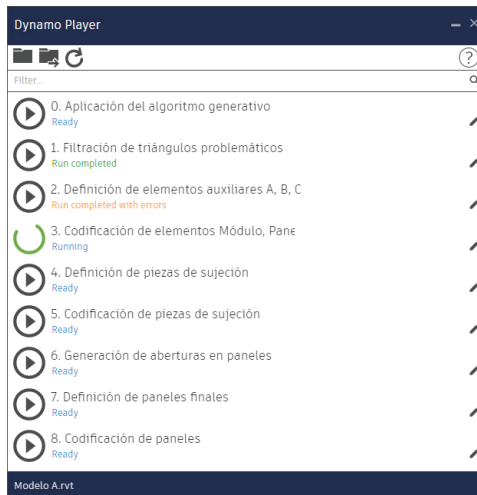 Dynamo Player
?
Filter...
0. Aplicación del algoritmo generativo
Ready
1. Filtración de triángulos problemáticos
Run completed
2. Definición de elementos auxiliares A, B, C
Run completed with errors
3. Codificación de elementos Módulo, Pane
Running
4. Definición de piezas de sujeción
Ready
5. Codificación de piezas de sujeción
Ready
6. Generación de aberturas en paneles
Ready
7. Definición de paneles finales
Ready
8. Codificación de paneles
Ready
Modelo A.rvt